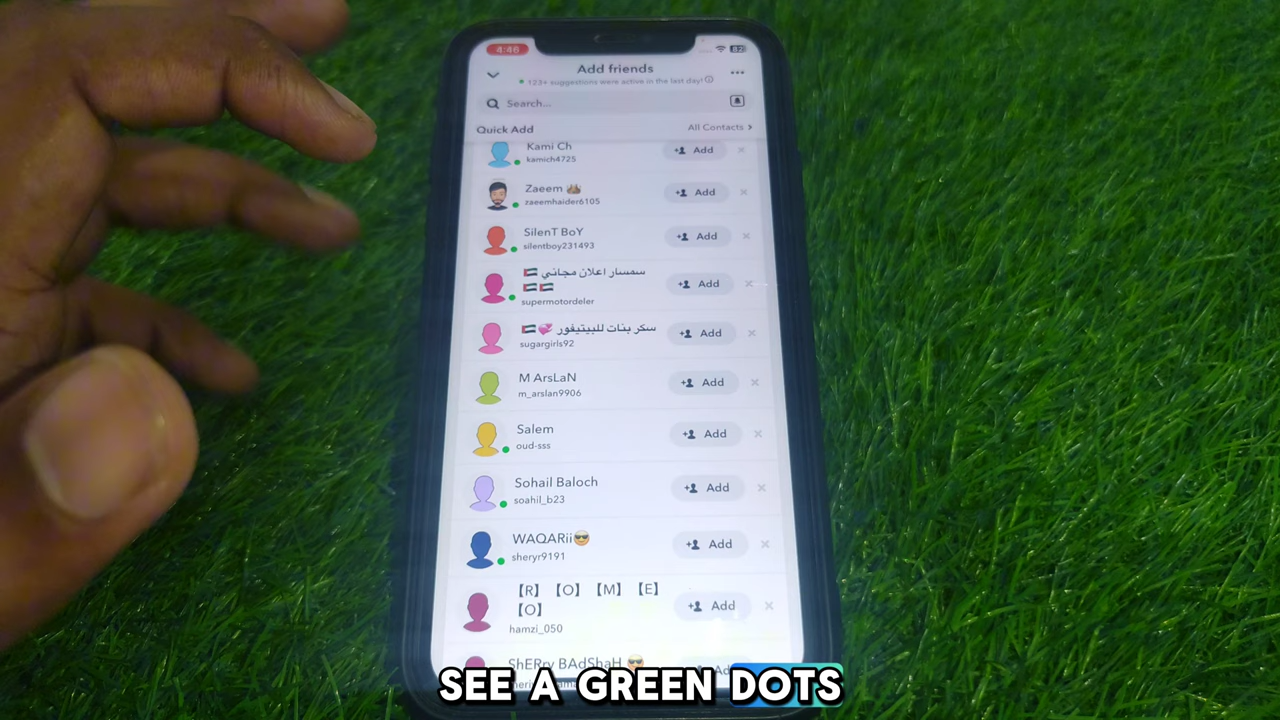 4:46
82
Add friends
123+ suggestions were active in the last day!
Search...
Quick Add
All Contacts >
Kami Ch
kamich4725
Add
Zaeem
zaeemhaider6105
Add
SilenT BoY
silentboy231493
Add
سمسار اعلان مجاني 🇦🇪
🇦🇪🇦🇪
supermotordeler
Add
سكر بنات للبيتيفور 💞🇦🇪
sugargirls92
Add
M ArsLaN
m_arslan9906
Add
Salem
oud-sss
Add
Sohail Baloch
soahil_b23
Add
WAQARii😎
sheryr9191
Add
【R】【O】【M】【E】
【O】
hamzi_050
Add
ShERry BAdShaH 😎
SEE A GREEN DOTS